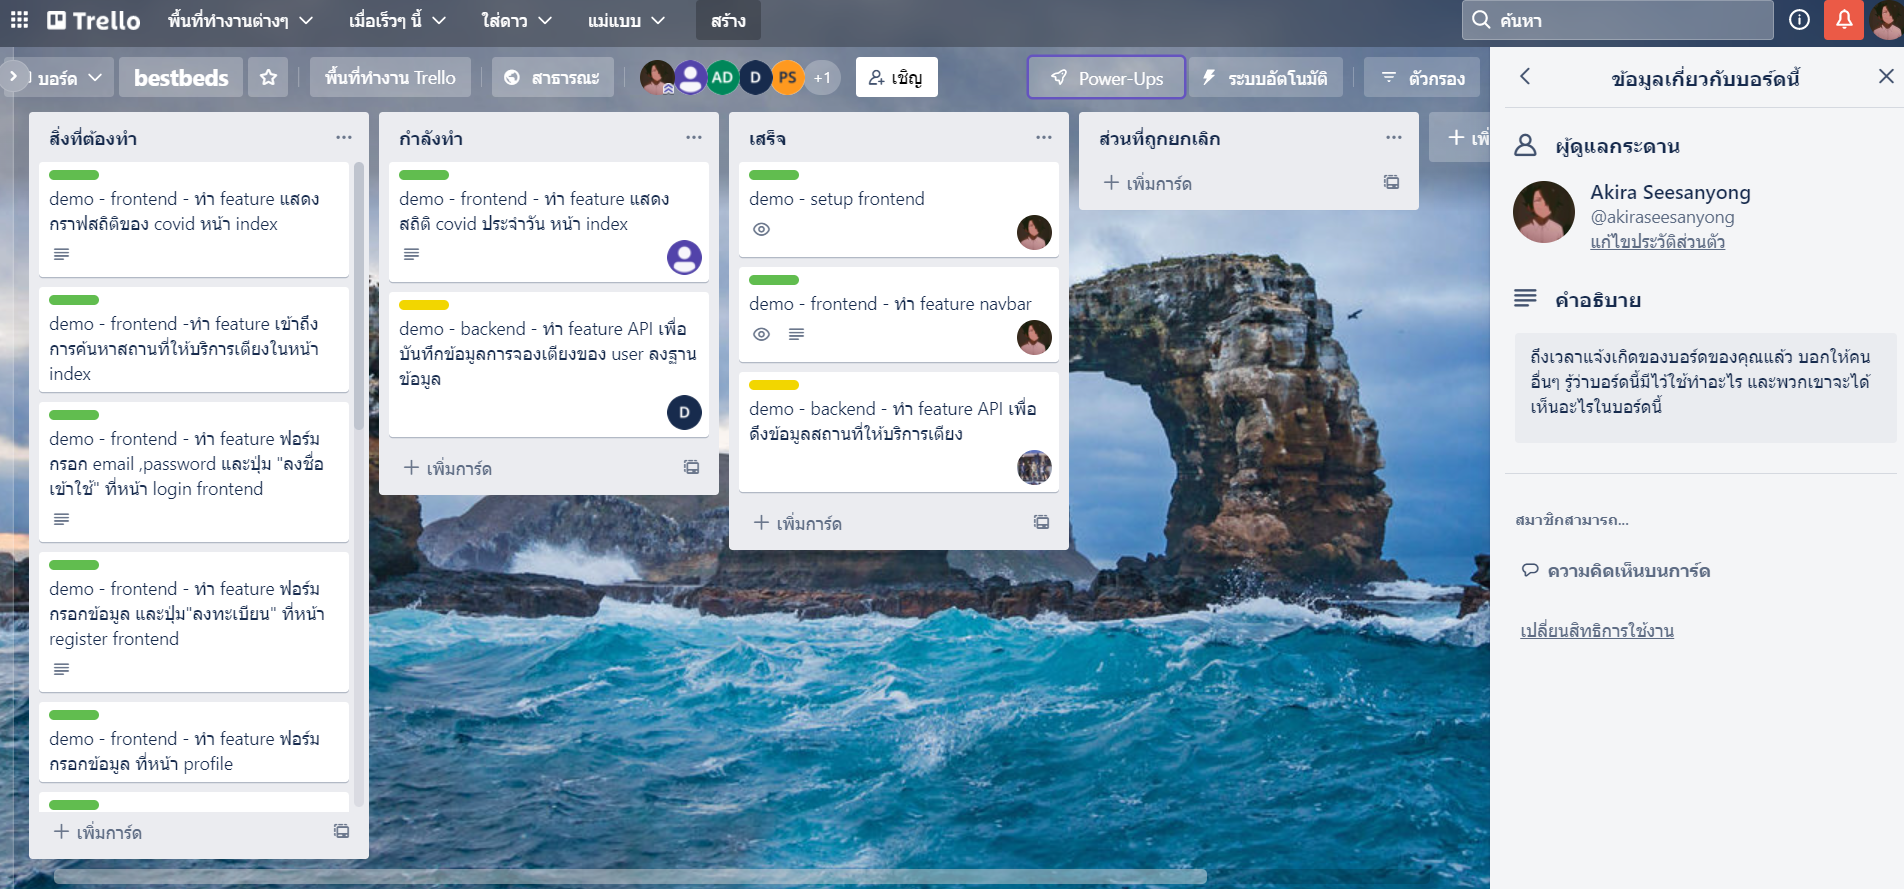 Trello
พื้นที่ทำงานต่างๆ
เมื่อเร็วๆ นี้
ใส่ดาว
แม่แบบ
สร้าง
ค้นหา
บอร์ด
bestbeds
พื้นที่ทำงาน Trello
สาธารณะ
AD
D
PS
+1
เชิญ
Power-Ups
ระบบอัตโนมัติ
ตัวกรอง
สิ่งที่ต้องทำ
demo - frontend - ทำ feature แสดง
กราฟสถิติของ covid หน้า index
demo - frontend -ทำ feature เข้าถึง
การค้นหาสถานที่ให้บริการเตียงในหน้า
index
demo - frontend - ทำ feature ฟอร์ม
กรอก email ,password และปุ่ม "ลงชื่อ
เข้าใช้" ที่หน้า login frontend
demo - frontend - ทำ feature ฟอร์ม
กรอกข้อมูล และปุ่ม"ลงทะเบียน" ที่หน้า
register frontend
demo - frontend - ทำ feature ฟอร์ม
กรอกข้อมูล ที่หน้า profile
เพิ่มการ์ด
กำลังทำ
demo - frontend - ทำ feature แสดง
สถิติ covid ประจำวัน หน้า index
demo - backend - ทำ feature API เพื่อ
บันทึกข้อมูลการจองเตียงของ user ลงฐาน
ข้อมูล
D
เพิ่มการ์ด
เสร็จ
demo - setup frontend
demo - frontend - ทำ feature navbar
demo - backend - ทำ feature API เพื่อ
ดึงข้อมูลสถานที่ให้บริการเตียง
เพิ่มการ์ด
ส่วนที่ถูกยกเลิก
เพิ่มการ์ด
ข้อมูลเกี่ยวกับบอร์ดนี้
ผู้ดูแลกระดาน
Akira Seesanyong
@akiraseesanyong
แก้ไขประวัติส่วนตัว
คำอธิบาย
ถึงเวลาแจ้งเกิดของบอร์ดของคุณแล้ว บอกให้คน
อื่นๆ รู้ว่าบอร์ดนี้มีไว้ใช้ทำอะไร และพวกเขาจะได้
เห็นอะไรในบอร์ดนี้
สมาชิกสามารถ...
ความคิดเห็นบนการ์ด
เปลี่ยนสิทธิการใช้งาน